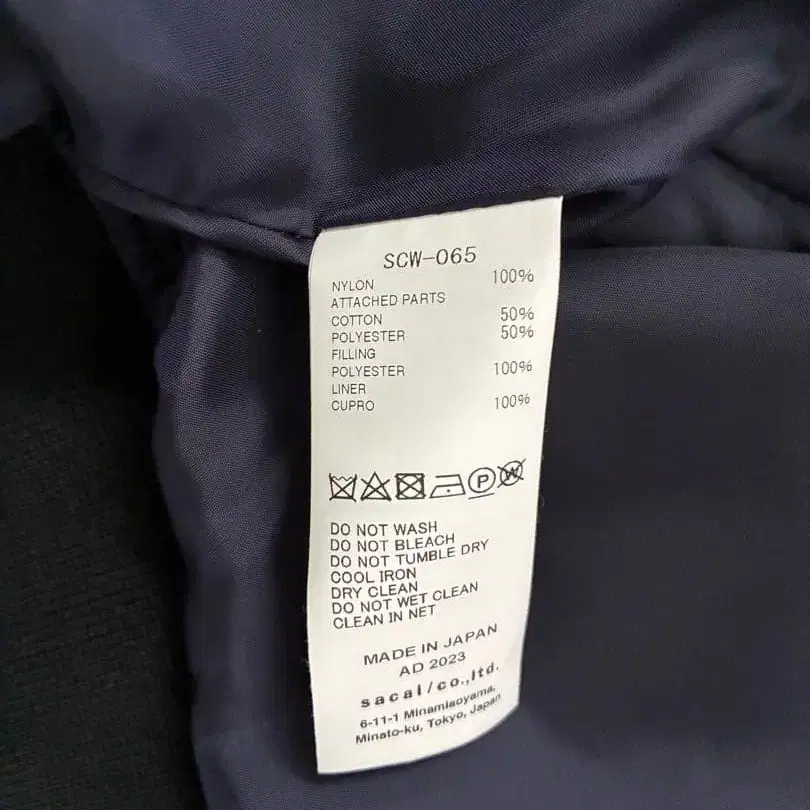 SCW-065
NYLON 100%
ATTACHED PARTS
COTTON 50%
POLYESTER 50%
FILLING
POLYESTER 100%
LINER
CUPRO 100%
P W
DO NOT WASH
DO NOT BLEACH
DO NOT TUMBLE DRY
COOL IRON
DRY CLEAN
DO NOT WET CLEAN
CLEAN IN NET
MADE IN JAPAN
AD 2023
sacai/co.,ltd.
6-11-1 Minamiaoyama,
Minato-ku, Tokyo, Japan